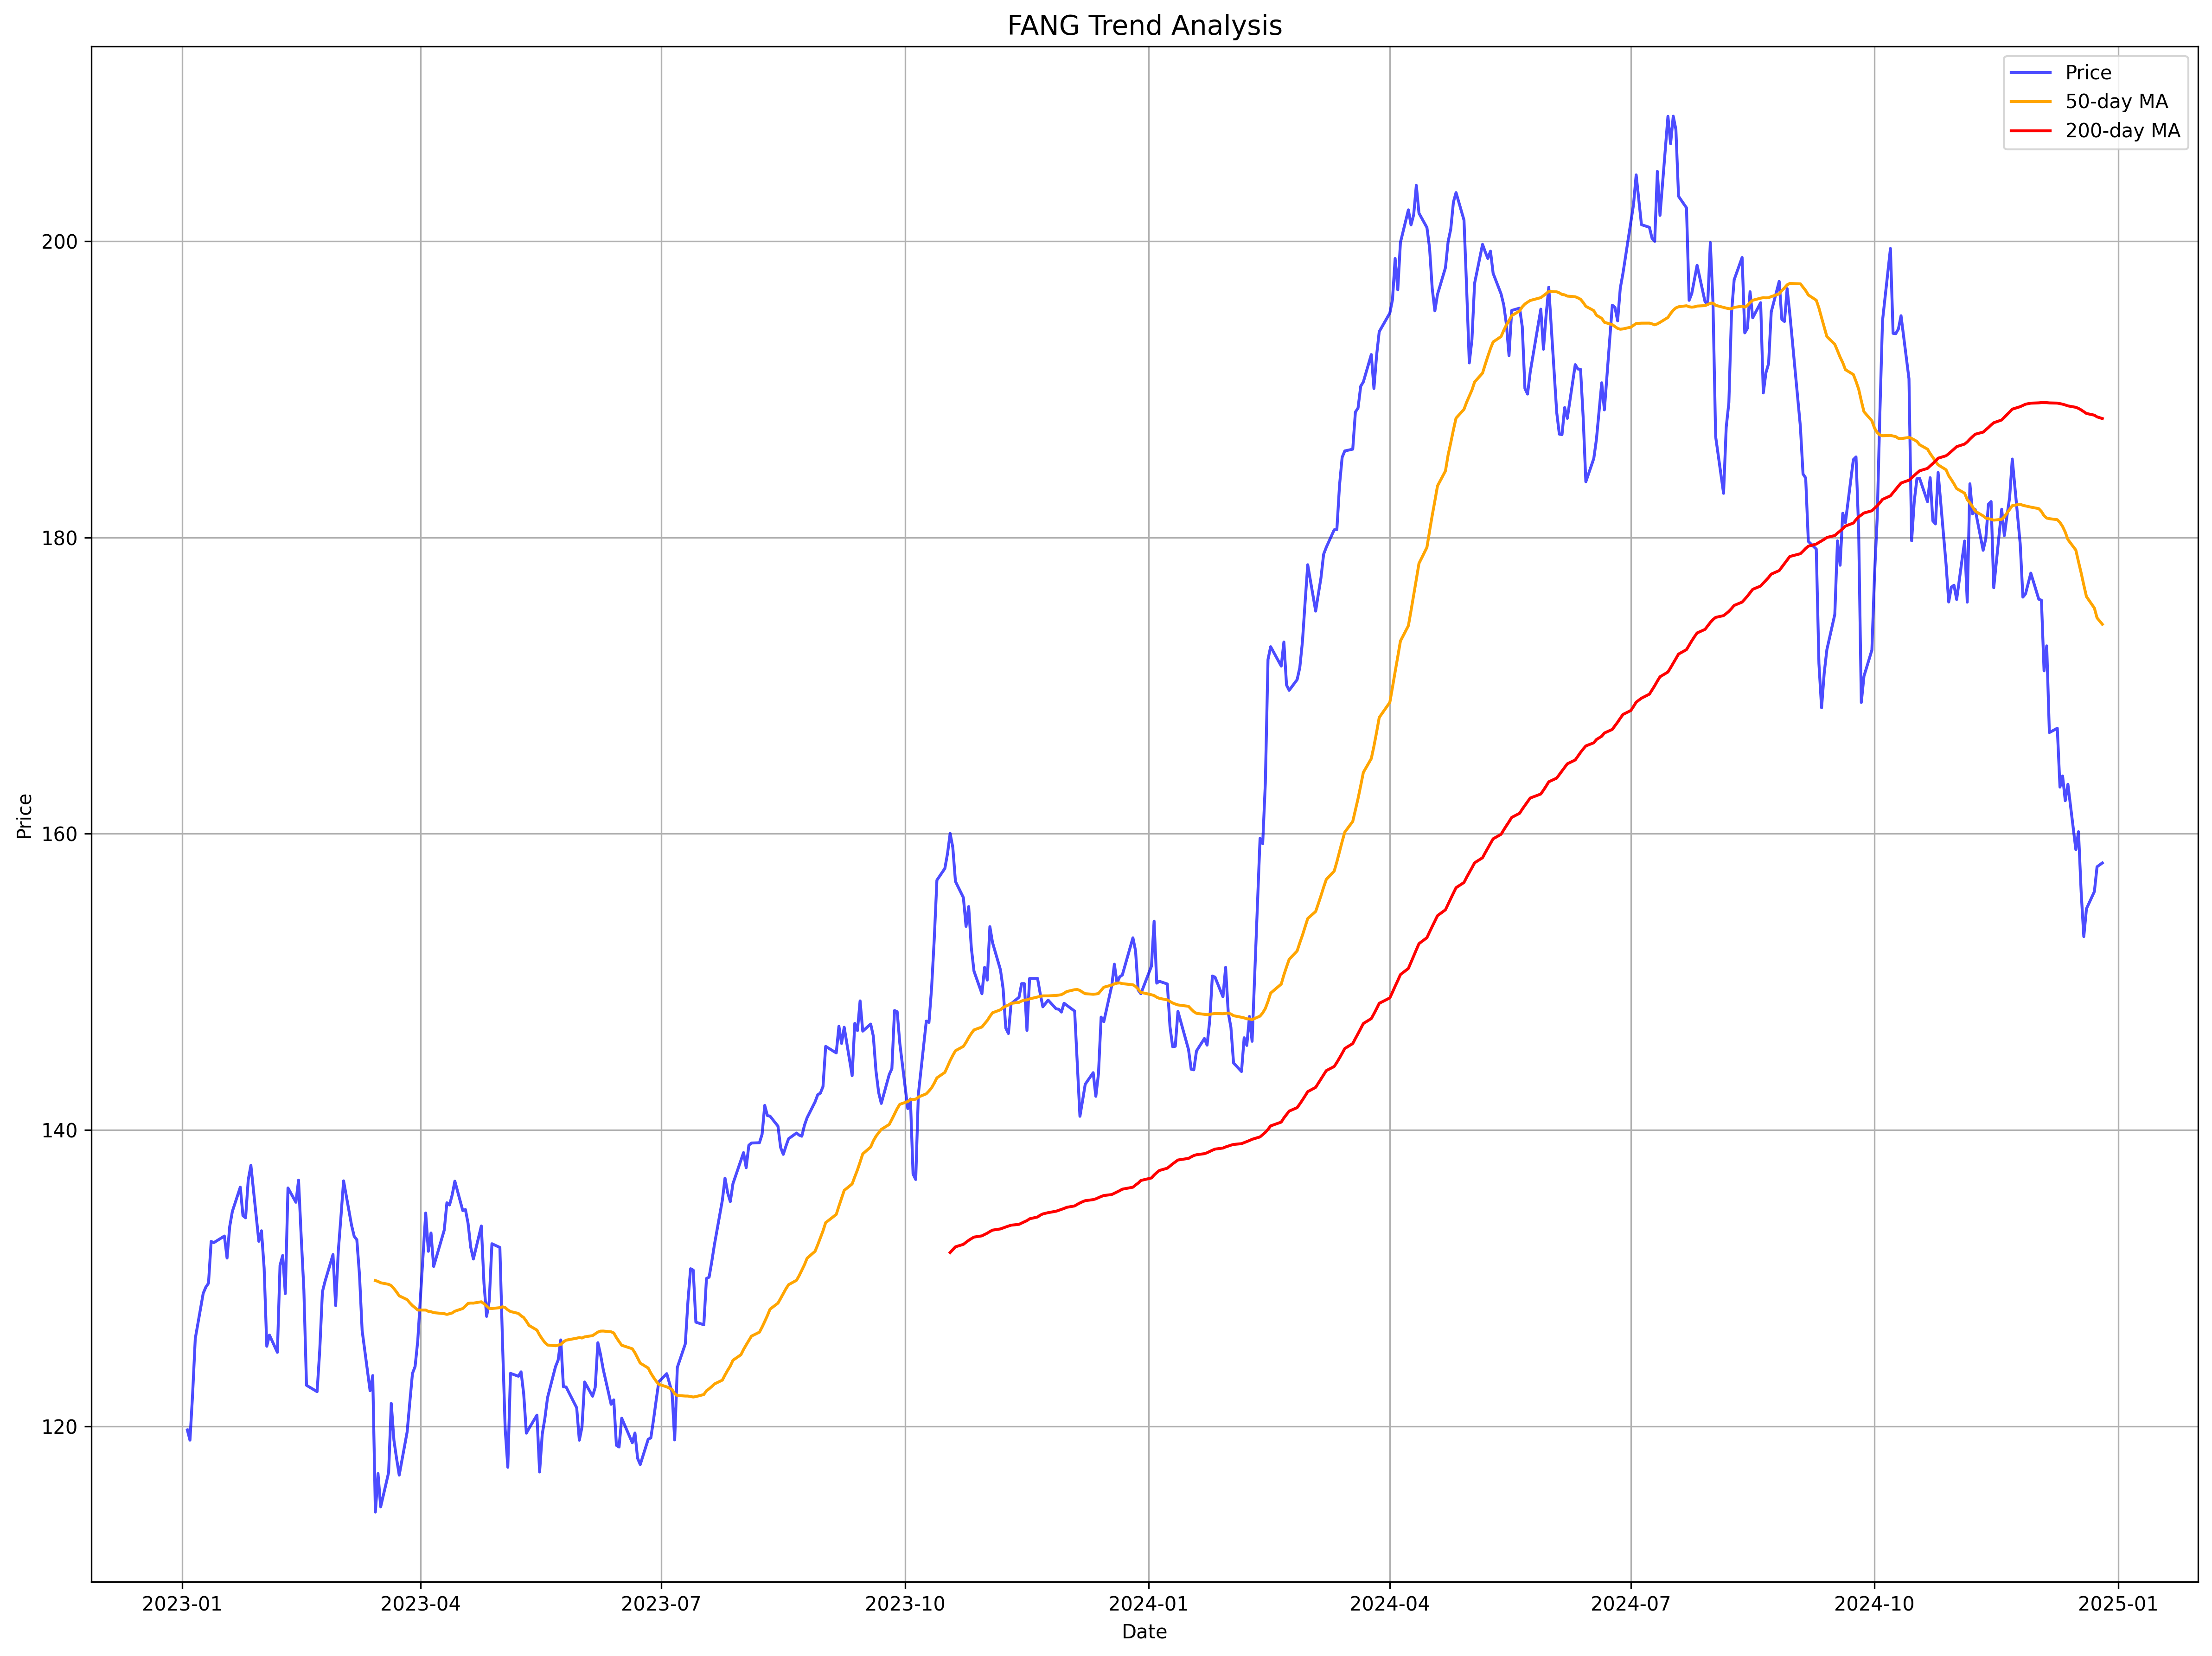 FANG Trend Analysis
Price
50-day MA
200-day MA
200
180
160
140
120
Price
2023-01
2023-04
2023-07
2023-10
2024-01
2024-04
2024-07
2024-10
2025-01
Date